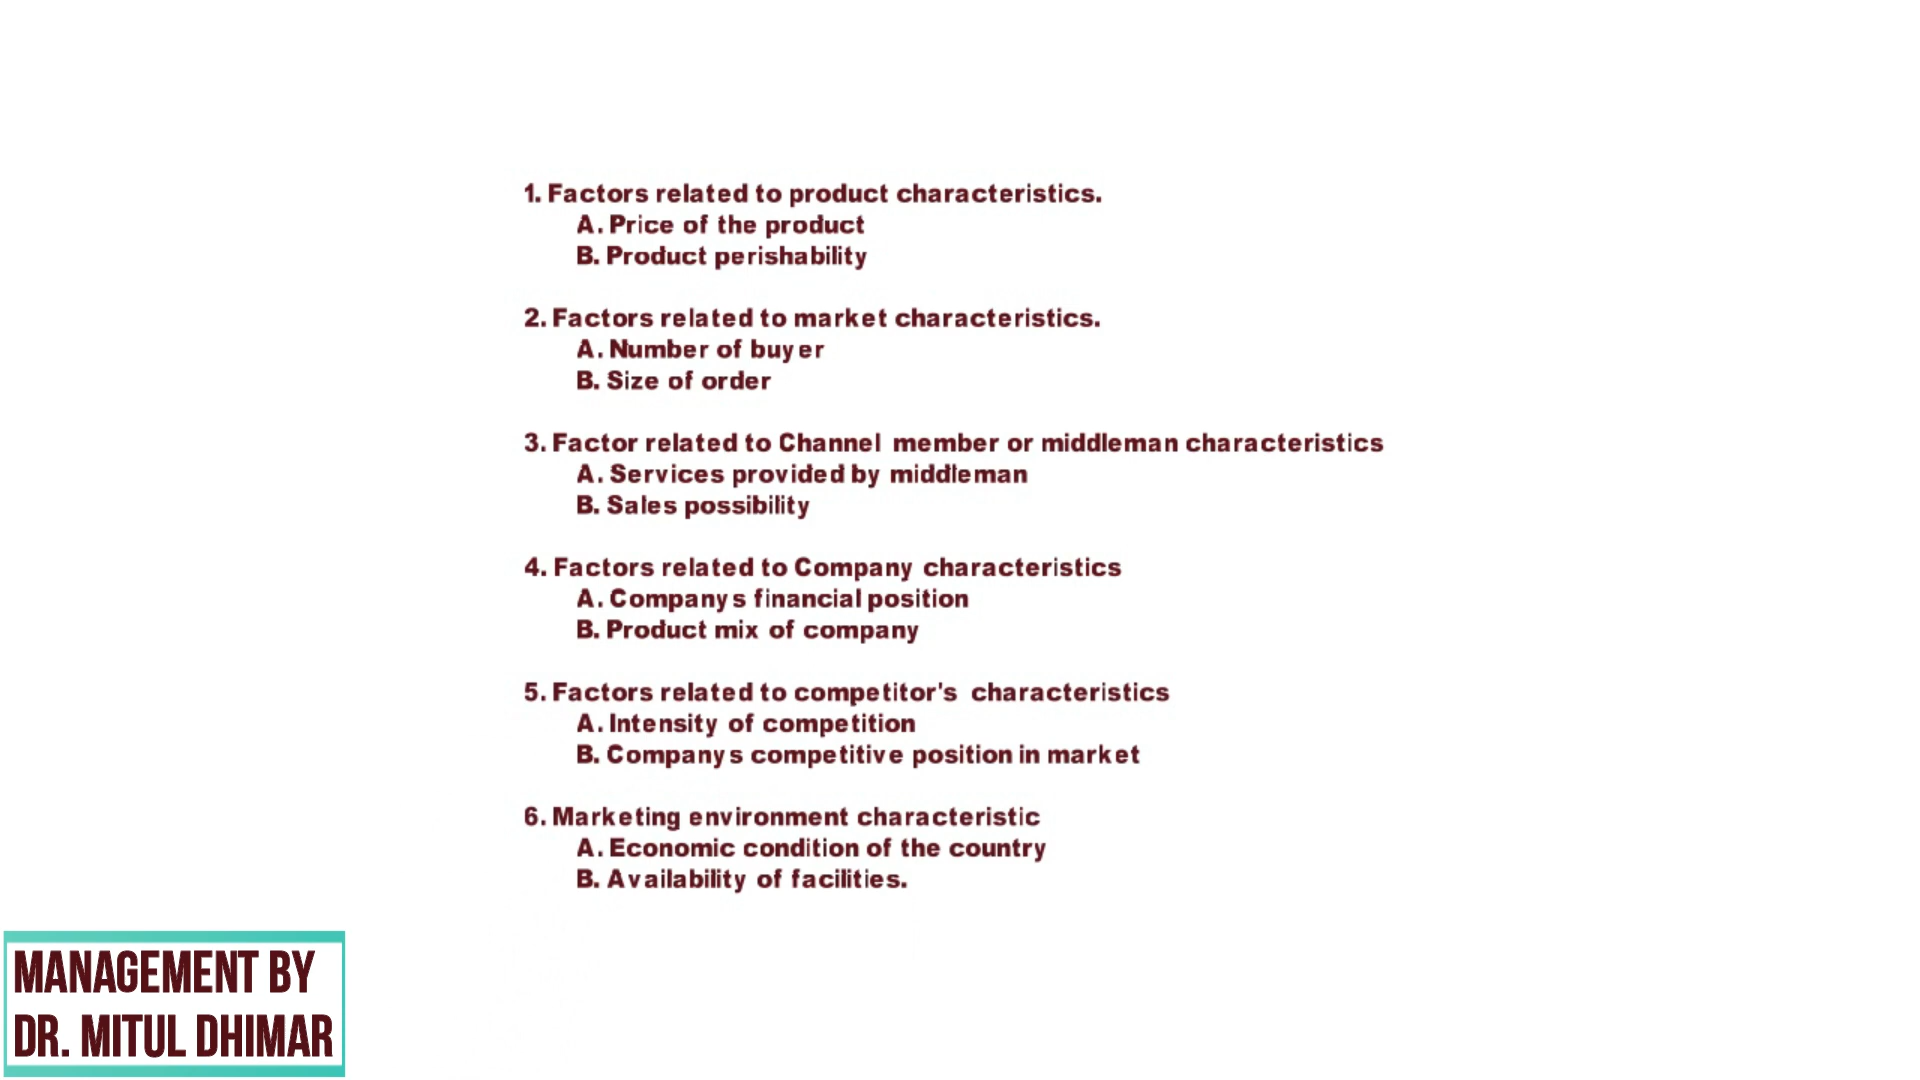 1. Factors related to product characteristics.
A. Price of the product
B. Product perishability
2. Factors related to market characteristics.
A. Number of buyer
B. Size of order
3. Factor related to Channel member or middleman characteristics
A. Services provided by middleman
B. Sales possibility
4. Factors related to Company characteristics
A. Companys financial position
B. Product mix of company
5. Factors related to competitor's characteristics
A. Intensity of competition
B. Companys competitive position in market
6. Marketing environment characteristic
A. Economic condition of the country
B. Availability of facilities.
MANAGEMENT BY
DR. MITUL DHIMAR